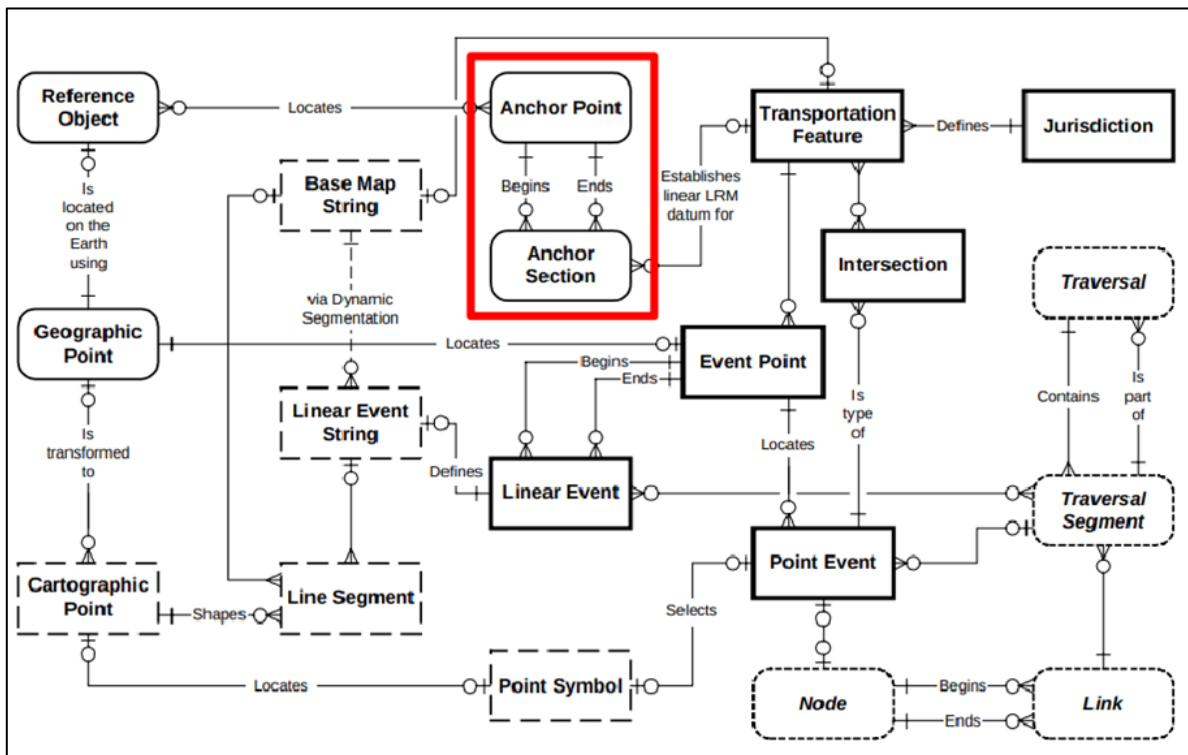 Reference
Object
Locates
Anchor Point
Transportation
Feature
Defines
Jurisdiction
Is
located
on the
Earth
using
Base Map
String
Begins
Ends
Establishes
linear LRM
datum for
Anchor
Section
Intersection
Traversal
via Dynamic
Segmentation
Geographic
Point
Locates
Event Point
Begins
Ends
Is
type
of
Contains
Is
part
of
Is
transformed
to
Linear Event
String
Defines
Linear Event
Locates
Traversal
Segment
Cartographic
Point
Shapes
Line Segment
Selects
Point Event
Locates
Point Symbol
Node
Begins
Ends
Link